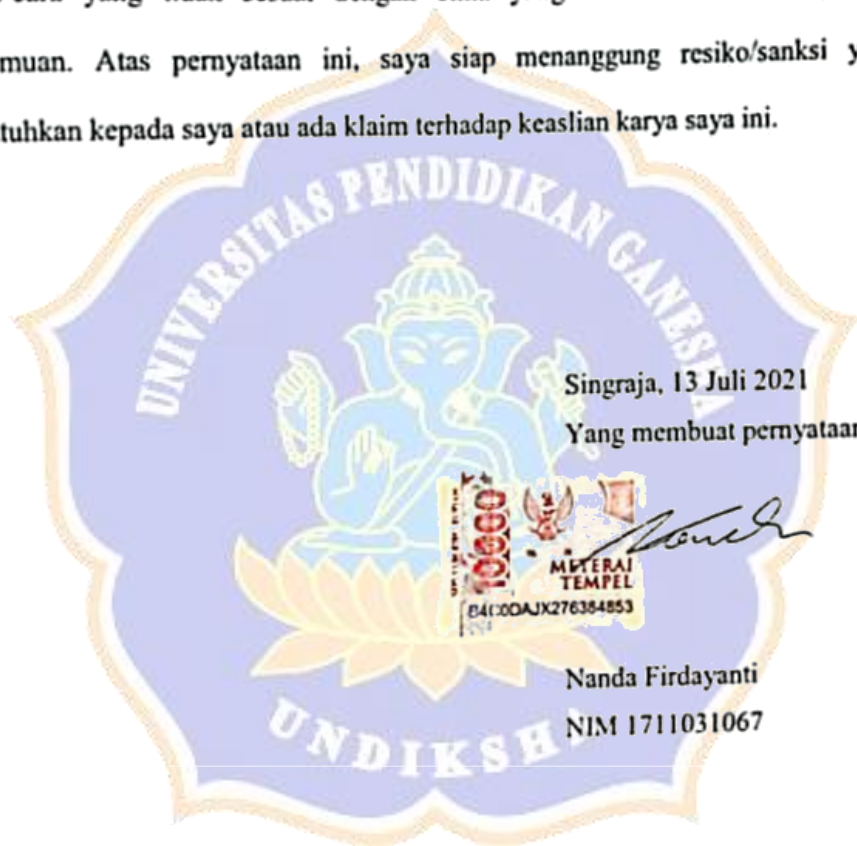 yang tidak sesuai dengan yang
muan. Atas pernyataan ini, saya siap menanggung resiko/sanksi y
tuhkan kepada saya atau ada klaim terhadap keaslian karya saya ini.
UNIVERSITAS PENDIDIKAN GANESHA
Singraja, 13 Juli 2021
Yang membuat pernyataan
10000
METERAI
TEMPEL
Nanda Firdayanti
NIM 1711031067
UNDIKSHA